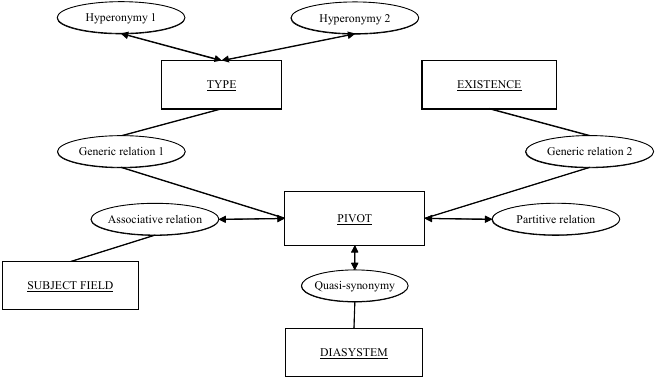 Hyperonymy 1
Hyperonymy 2
TYPE
EXISTENCE
Generic relation 1
Generic relation 2
Associative relation
PIVOT
Partitive relation
SUBJECT FIELD
Quasi-synonymy
DIASYSTEM